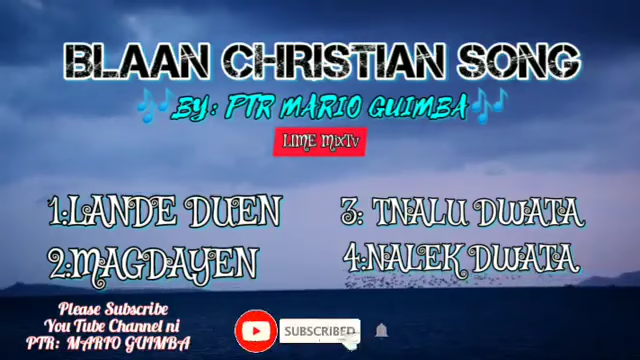 BLAAN CHRISTIAN SONG
BY: PTR MARIO GUIMBA
LIME MixTv
1:LANDE DUEN
2:MAGDAYEN
3: TNALU DWATA
4:NALEK DWATA
Please Subscribe
You Tube Channel ni
PTR: MARIO GUIMBA
SUBSCRIBED